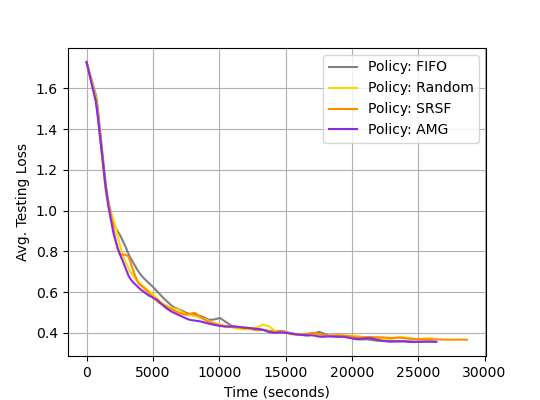 Policy: FIFO
Policy: Random
Policy: SRSF
Policy: AMG
1.6
1.4
1.2
1.0
0.8
0.6
0.4
Avg. Testing Loss
0 5000 10000 15000 20000 25000 30000
Time (seconds)